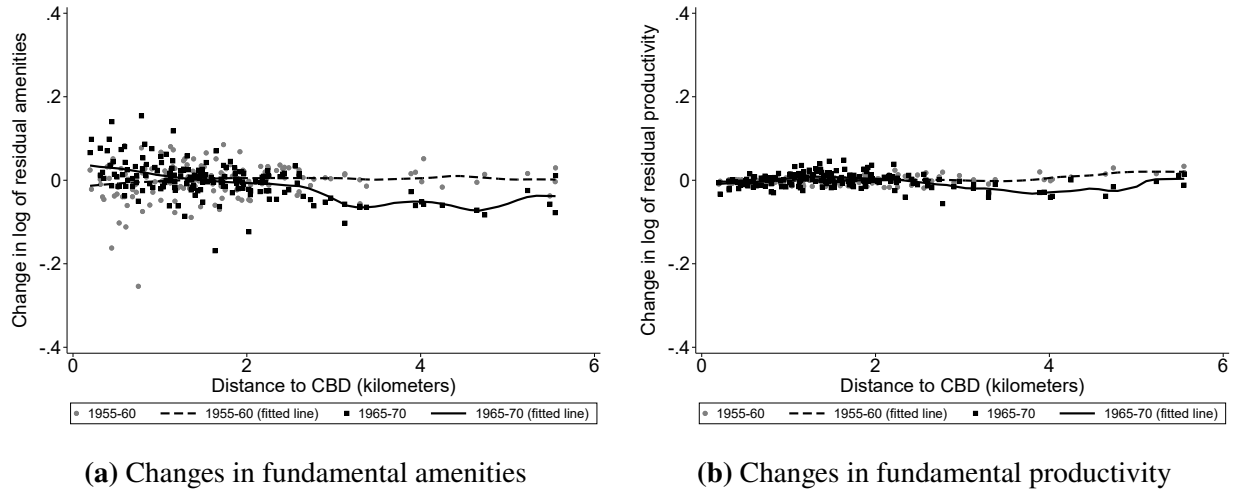 Change in log of residual amenities
.4
.2
0
-.2
-.4
0
2
4
6
Distance to CBD (kilometers)
1955-60
1955-60 (fitted line)
1965-70
1965-70 (fitted line)
(a) Changes in fundamental amenities
Change in log of residual productivity
.4
.2
0
-.2
-.4
0
2
4
6
Distance to CBD (kilometers)
1955-60
1955-60 (fitted line)
1965-70
1965-70 (fitted line)
(b) Changes in fundamental productivity